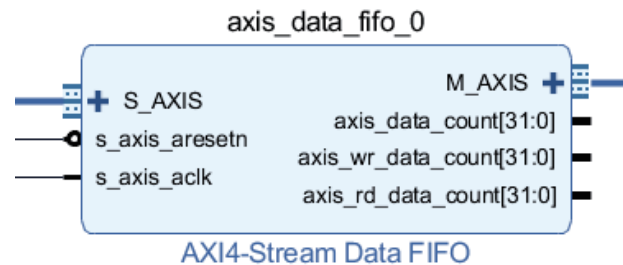 axis_data_fifo_0
S_AXIS
s_axis_aresetn
s_axis_aclk
M_AXIS
axis_data_count[31:0]
axis_wr_data_count[31:0]
axis_rd_data_count[31:0]
AXI4-Stream Data FIFO